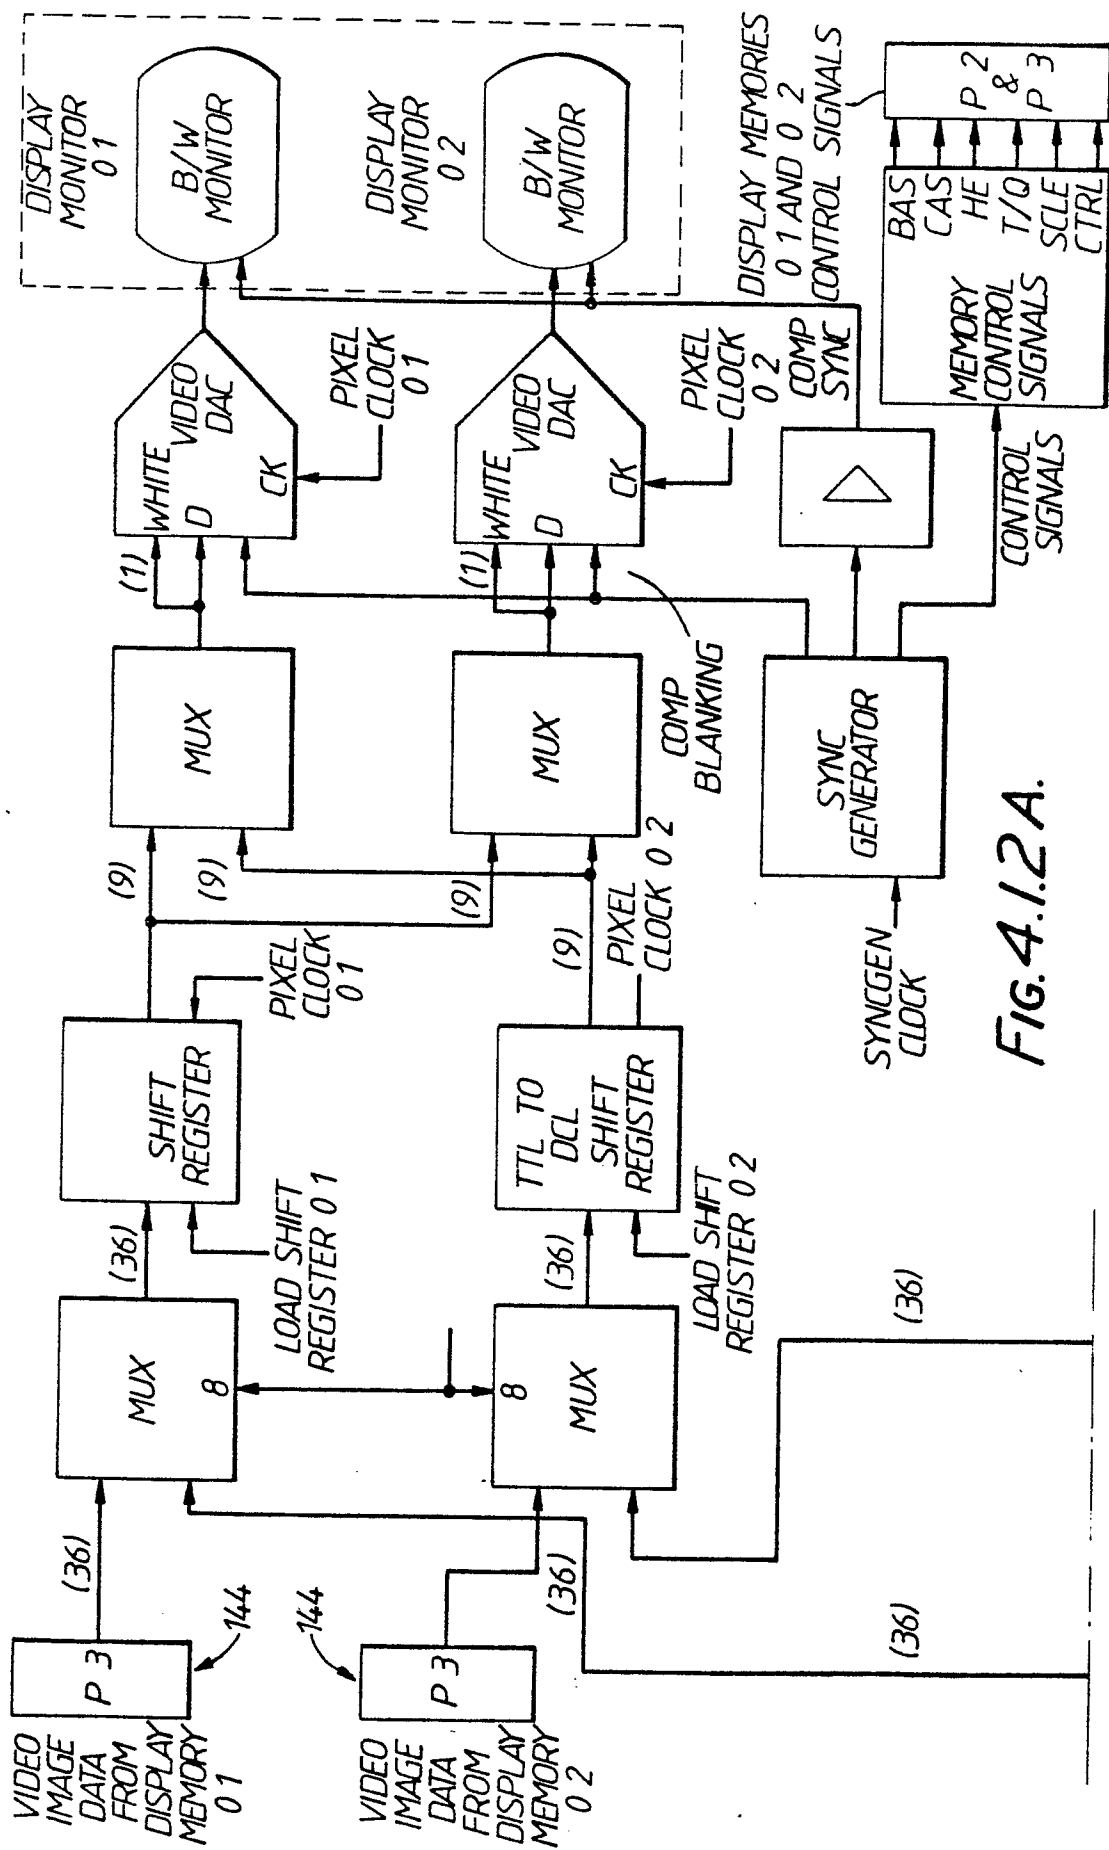 VIDEO
IMAGE
DATA
FROM
DISPLAY
MEMORY
0 1
P 3
144
(36)
MUX
8
(36)
LOAD SHIFT
REGISTER 0 1
SHIFT
REGISTER
PIXEL
CLOCK
0 1
(9)
(9)
MUX
(1)
WHITE
D
VIDEO
DAC
CK
PIXEL
CLOCK
0 1
DISPLAY
MONITOR
0 1
B/W
MONITOR
VIDEO
IMAGE
DATA
FROM
DISPLAY
MEMORY
0 2
P 3
144
(36)
8
MUX
(36)
LOAD SHIFT
REGISTER 0 2
TTL TO
DCL
SHIFT
REGISTER
(9)
PIXEL
CLOCK 0 2
(9)
MUX
COMP
BLANKING
(1)
WHITE
D
VIDEO
DAC
CK
PIXEL
CLOCK
0 2
DISPLAY
MONITOR
0 2
B/W
MONITOR
(36)
(36)
SYNCGEN
CLOCK
SYNC
GENERATOR
COMP
SYNC
CONTROL
SIGNALS
MEMORY
CONTROL
SIGNALS
BAS
CAS
HE
T/Q
SCLE
CTRL
DISPLAY MEMORIES
0 1 AND 0 2
CONTROL SIGNALS
P 2
&
P 3
FIG. 4.1.2A.